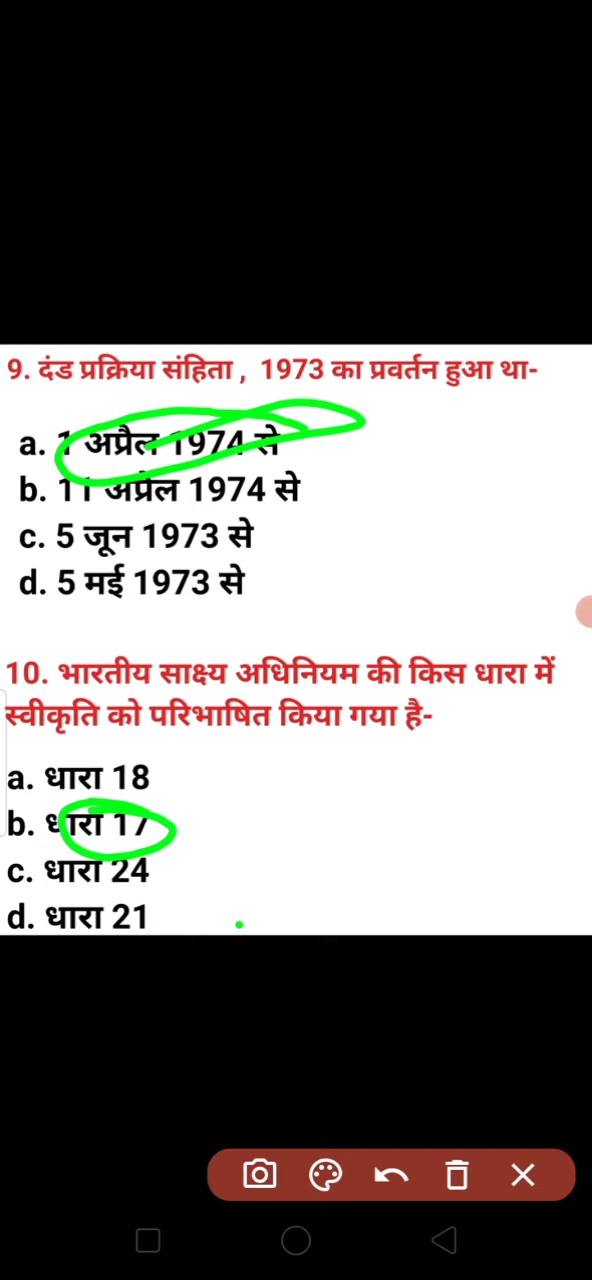 9. दंड प्रक्रिया संहिता , 1973 का प्रवर्तन हुआ था-
a. 1 अप्रैल 1974 से
b. 11 अप्रैल 1974 से
c. 5 जून 1973 से
d. 5 मई 1973 से
10. भारतीय साक्ष्य अधिनियम की किस धारा में
स्वीकृति को परिभाषित किया गया है-
a. धारा 18
b. धारा 17
c. धारा 24
d. धारा 21